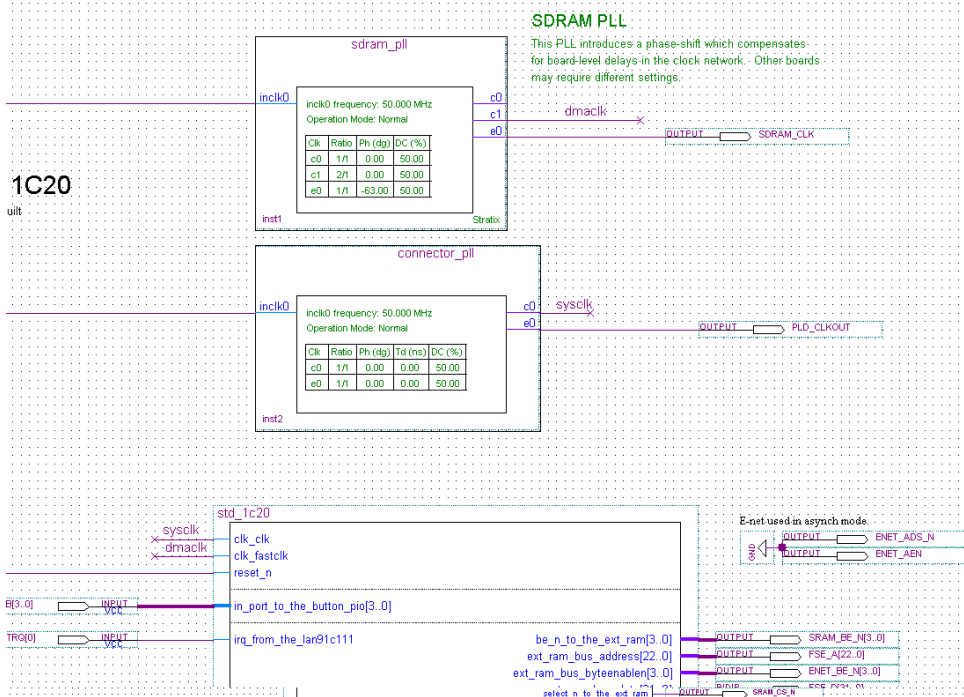 SDRAM PLL
This PLL introduces a phase-shift which compensates
for board-level delays in the clock network. Other boards
may require different settings.
sdram_pll
inclk0
inclk0 frequency: 50.000 MHz
Operation Mode: Normal
Clk Ratio Ph (dg) DC (%)
c0 1/1 0.00 50.00
c1 2/1 0.00 50.00
e0 1/1 -63.00 50.00
inst1
Stratix
c0
c1
e0
dmaclk
OUTPUT SDRAM_CLK
1C20
uilt
connector_pll
inclk0
inclk0 frequency: 50.000 MHz
Operation Mode: Normal
Clk Ratio Ph (dg) Td (ns) DC (%)
c0 1/1 0.00 0.00 50.00
e0 1/1 0.00 0.00 50.00
inst2
c0
e0
sysclk
OUTPUT PLD_CLKOUT
std_1c20
sysclk
dmaclk
clk_clk
clk_fastclk
reset_n
B[3..0] INPUT
VCC
in_port_to_the_button_pio[3..0]
TRQ[0] INPUT
VCC
irq_from_the_lan91c111
E-net used in asynch mode.
GND
OUTPUT ENET_ADS_N
OUTPUT ENET_AEN
be_n_to_the_ext_ram[3..0] OUTPUT SRAM_BE_N[3..0]
ext_ram_bus_address[22..0] OUTPUT FSE_A[22..0]
ext_ram_bus_byteenablen[3..0] OUTPUT ENET_BE_N[3..0]
select_n_to_the_ext_ram OUTPUT SRAM_CS_N